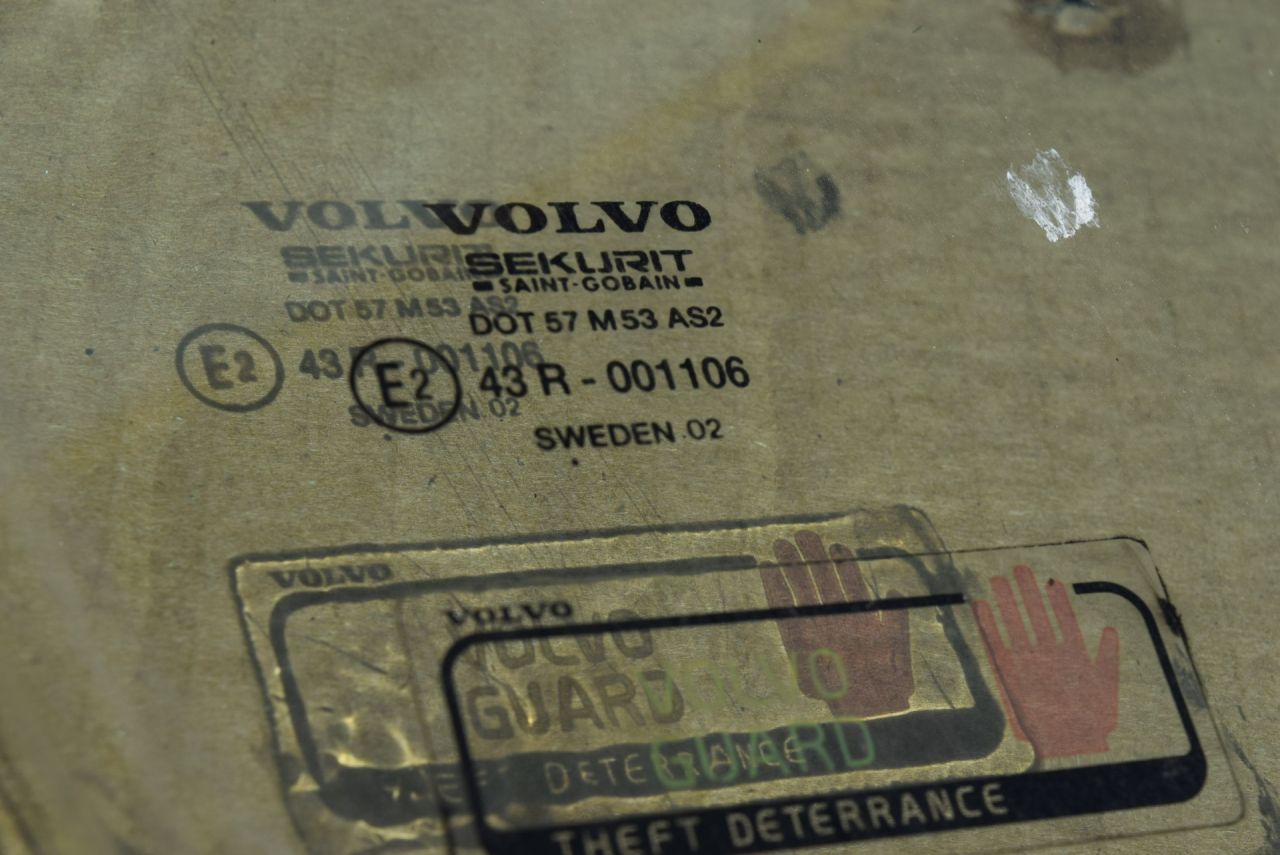 VOLVO
SEKURIT
SAINT-GOBAIN
DOT 57 M53 AS2
E2 43 R - 001106
SWEDEN 02
VOLVO
VOLVO
GUARD
THEFT DETERRANCE